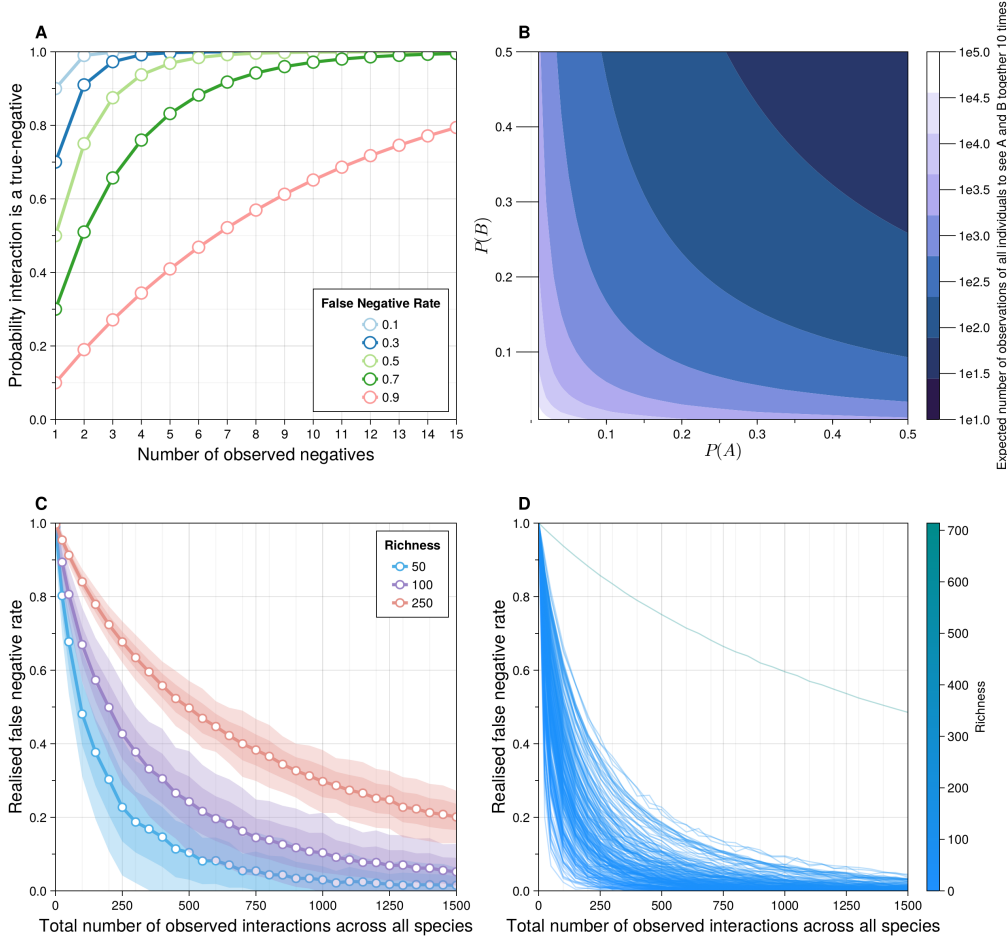 A
Probability interaction is a true-negative
1.0
0.8
0.6
0.4
0.2
0.0
1 2 3 4 5 6 7 8 9 10 11 12 13 14 15
Number of observed negatives
False Negative Rate
0.1
0.3
0.5
0.7
0.9
B
P(B)
0.5
0.4
0.3
0.2
0.1
0.1 0.2 0.3 0.4 0.5
P(A)
1e5.0
1e4.5
1e4.0
1e3.5
1e3.0
1e2.5
1e2.0
1e1.5
1e1.0
Expected number of observations of all individuals to see A and B together 10 times
C
Realised false negative rate
1.0
0.8
0.6
0.4
0.2
0.0
0 250 500 750 1000 1250 1500
Total number of observed interactions across all species
Richness
50
100
250
D
Realised false negative rate
1.0
0.8
0.6
0.4
0.2
0.0
0 250 500 750 1000 1250 1500
Total number of observed interactions across all species
700
600
500
400
300
200
100
0
Richness